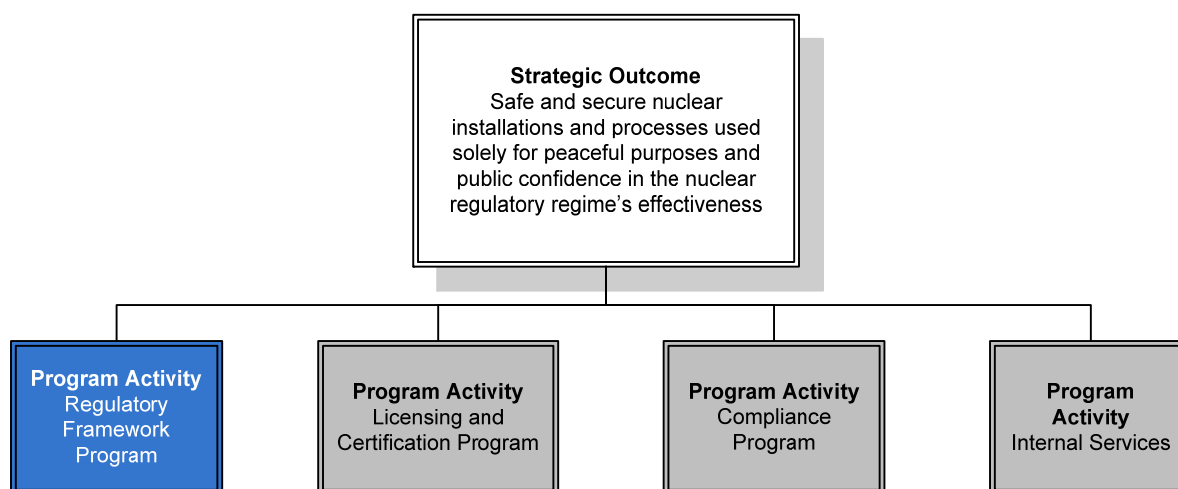 Strategic Outcome
Safe and secure nuclear
installations and processes used
solely for peaceful purposes and
public confidence in the nuclear
regulatory regime’s effectiveness
Program Activity
Regulatory
Framework
Program
Program Activity
Licensing and
Certification Program
Program Activity
Compliance
Program
Program
Activity
Internal Services